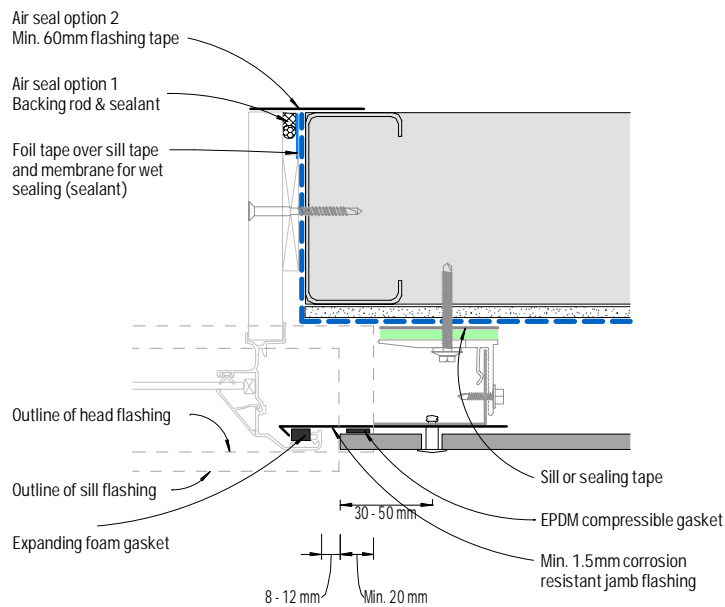 Air seal option 2
Min. 60mm flashing tape
Air seal option 1
Backing rod & sealant
Foil tape over sill tape
and membrane for wet
sealing (sealant)
Outline of head flashing
Outline of sill flashing
Expanding foam gasket
Sill or sealing tape
30 - 50 mm
EPDM compressible gasket
Min. 1.5mm corrosion
resistant jamb flashing
8 - 12 mm
Min. 20 mm